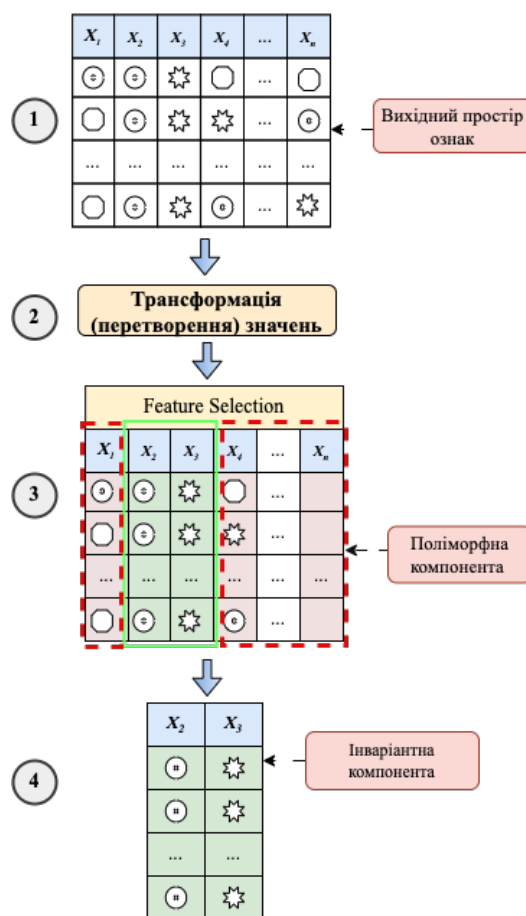 X1 X2 X3 X4 ... Xn
1
...
Вихідний простір
ознак
... ... ... ... ...
...
2
Трансформація
(перетворення) значень
Feature Selection
X1 X2 X3 X4 ... Xn
3
...
...
Поліморфна
компонента
... ... ... ... ... ...
...
X2 X3
4
Інваріантна
компонента
... ...